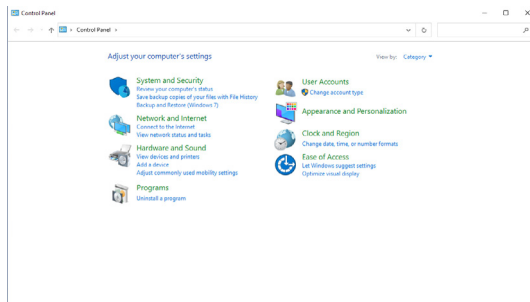 Control Panel
Control Panel
Adjust your computer's settings
View by: Category
System and Security
Review your computer's status
Save backup copies of your files with File History
Backup and Restore (Windows 7)
Network and Internet
Connect to the Internet
View network status and tasks
Hardware and Sound
View devices and printers
Add a device
Adjust commonly used mobility settings
Programs
Uninstall a program
User Accounts
Change account type
Appearance and Personalization
Clock and Region
Change date, time, or number formats
Ease of Access
Let Windows suggest settings
Optimize visual display